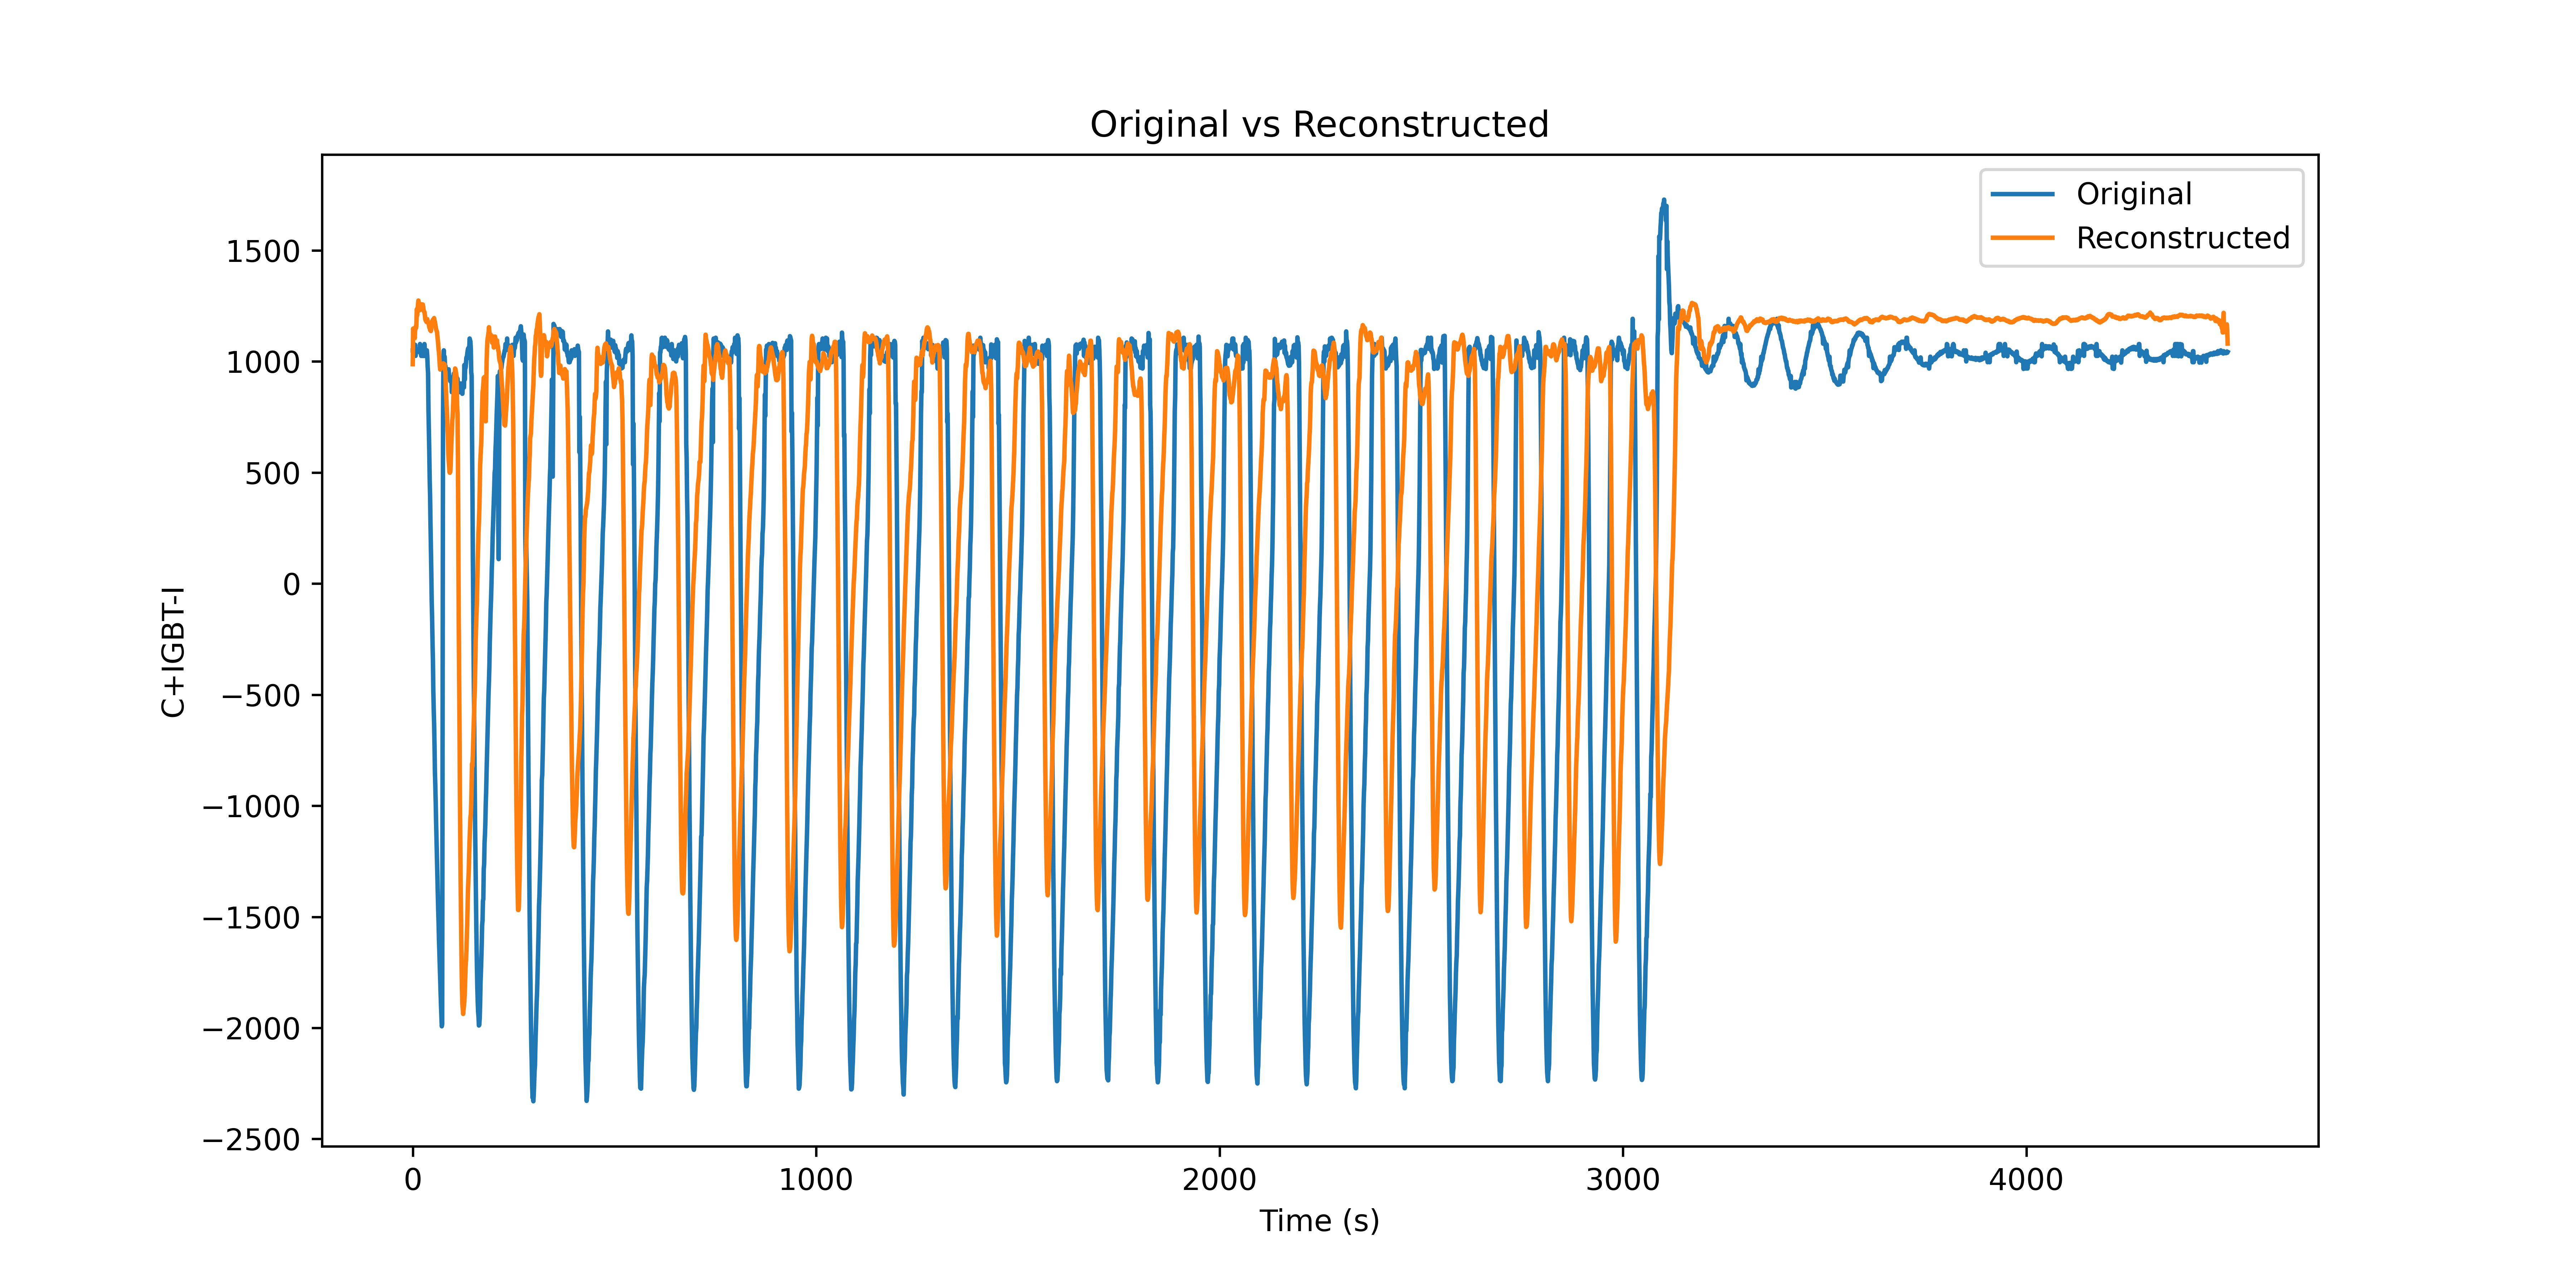 Original vs Reconstructed
Original
Reconstructed
1500
1000
500
0
−500
−1000
−1500
−2000
−2500
C+IGBT-I
0 1000 2000 3000 4000
Time (s)